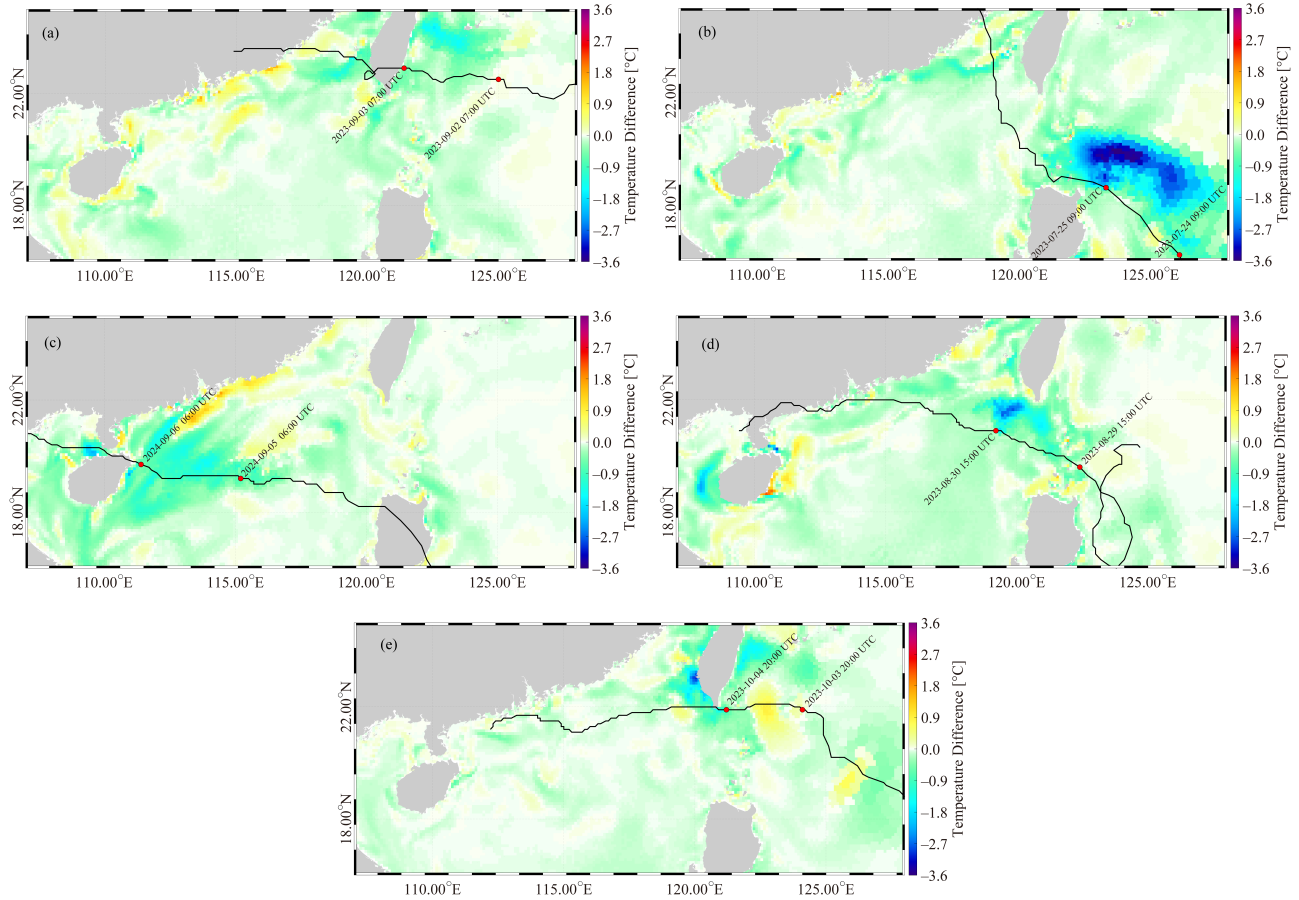 (a)
2023-09-03 07:00 UTC
2023-09-02 07:00 UTC
22.00°N
18.00°N
110.00°E
115.00°E
120.00°E
125.00°E
3.6
2.7
1.8
0.9
0.0
−0.9
−1.8
−2.7
−3.6
Temperature Difference [°C]
(b)
2023-07-25 09:00 UTC
2023-07-24 09:00 UTC
22.00°N
18.00°N
110.00°E
115.00°E
120.00°E
125.00°E
3.6
2.7
1.8
0.9
0.0
−0.9
−1.8
−2.7
−3.6
Temperature Difference [°C]
(c)
2024-09-06 06:00 UTC
2024-09-05 06:00 UTC
22.00°N
18.00°N
110.00°E
115.00°E
120.00°E
125.00°E
3.6
2.7
1.8
0.9
0.0
−0.9
−1.8
−2.7
−3.6
Temperature Difference [°C]
(d)
2023-08-30 15:00 UTC
2023-08-29 15:00 UTC
22.00°N
18.00°N
110.00°E
115.00°E
120.00°E
125.00°E
3.6
2.7
1.8
0.9
0.0
−0.9
−1.8
−2.7
−3.6
Temperature Difference [°C]
(e)
2023-10-04 20:00 UTC
2023-10-03 20:00 UTC
22.00°N
18.00°N
110.00°E
115.00°E
120.00°E
125.00°E
3.6
2.7
1.8
0.9
0.0
−0.9
−1.8
−2.7
−3.6
Temperature Difference [°C]